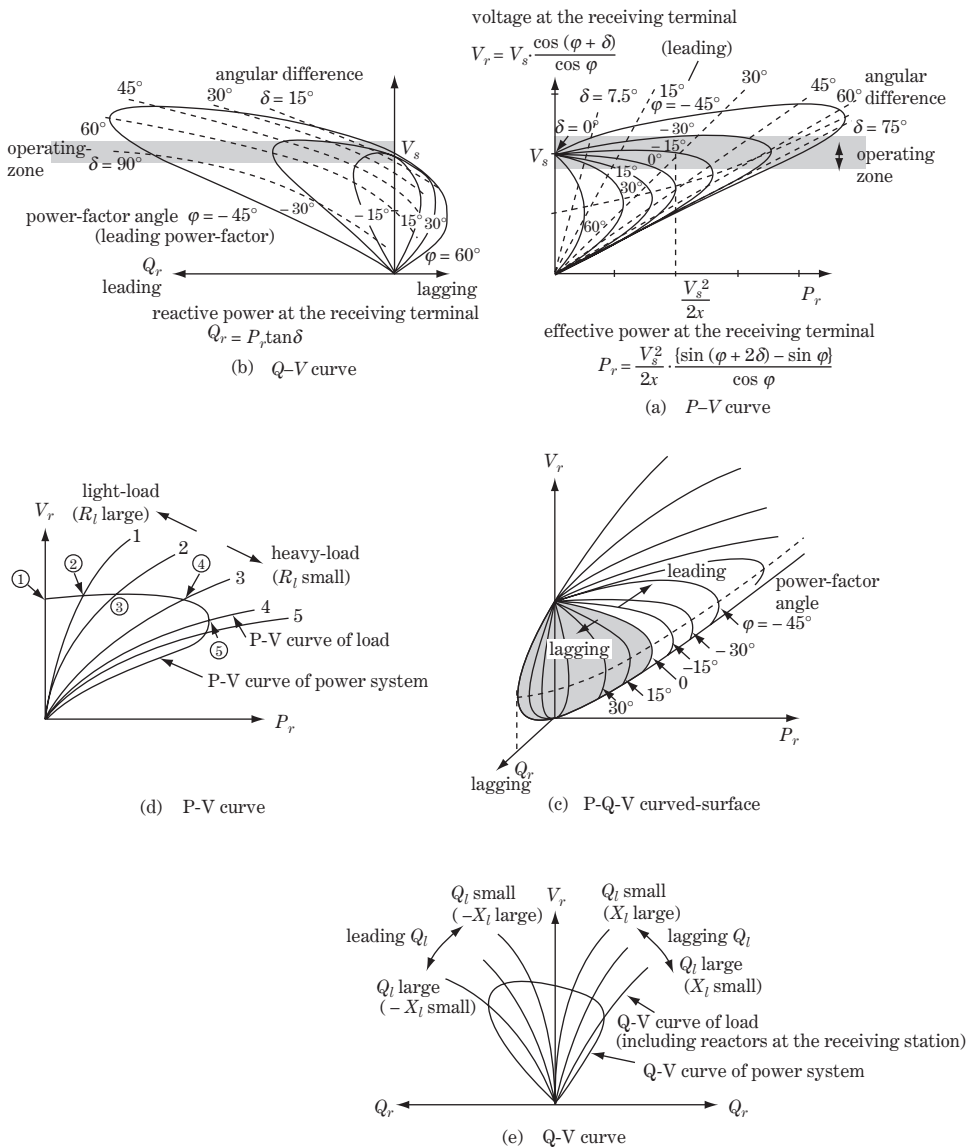 voltage at the receiving terminal
V_r = V_s · cos (φ + δ) / cos φ
(leading)
15°
30°
45°
angular difference
60°
δ = 75°
δ = 7.5°
φ = − 45°
δ = 0°
− 30°
− 15°
0°
15°
30°
60°
V_s
operating zone
V_s² / 2x
P_r
effective power at the receiving terminal
P_r = V_s² / 2x · {sin (φ + 2δ) − sin φ} / cos φ
(a) P–V curve
45°
angular difference
30°
δ = 15°
60°
V_s
operating-
zone
δ = 90°
power-factor angle φ = − 45°
(leading power-factor)
− 30°
− 15°
15°
30°
φ = 60°
Q_r
leading
lagging
reactive power at the receiving terminal
Q_r = P_r tanδ
(b) Q–V curve
light-load
(R_l large)
V_r
1
2
heavy-load
(R_l small)
3
4
5
①
②
③
④
⑤
P-V curve of load
P-V curve of power system
P_r
(d) P-V curve
V_r
leading
lagging
power-factor
angle
φ = − 45°
− 30°
−15°
0
15°
30°
P_r
Q_r
lagging
(c) P-Q-V curved-surface
Q_l small
( −X_l large)
V_r
Q_l small
(X_l large)
leading Q_l
lagging Q_l
Q_l large
( − X_l small)
Q_l large
(X_l small)
Q-V curve of load
(including reactors at the receiving station)
Q-V curve of power system
Q_r
Q_r
(e) Q-V curve